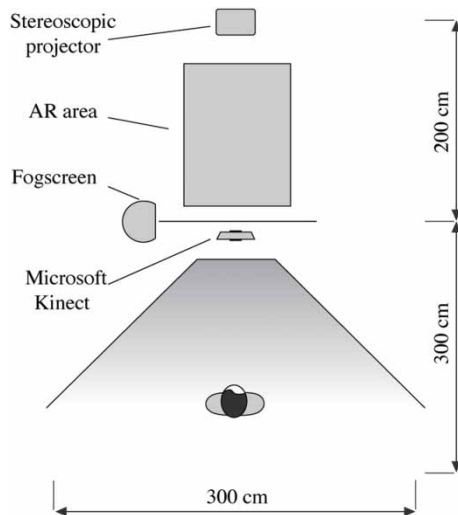 Stereoscopic
projector
AR area
Fogscreen
Microsoft
Kinect
200 cm
300 cm
300 cm